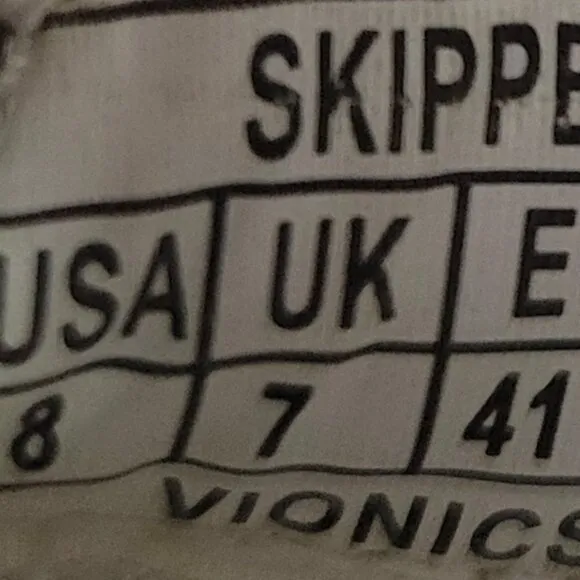 SKIPPE
USA UK E
8 7 41
VIONICS